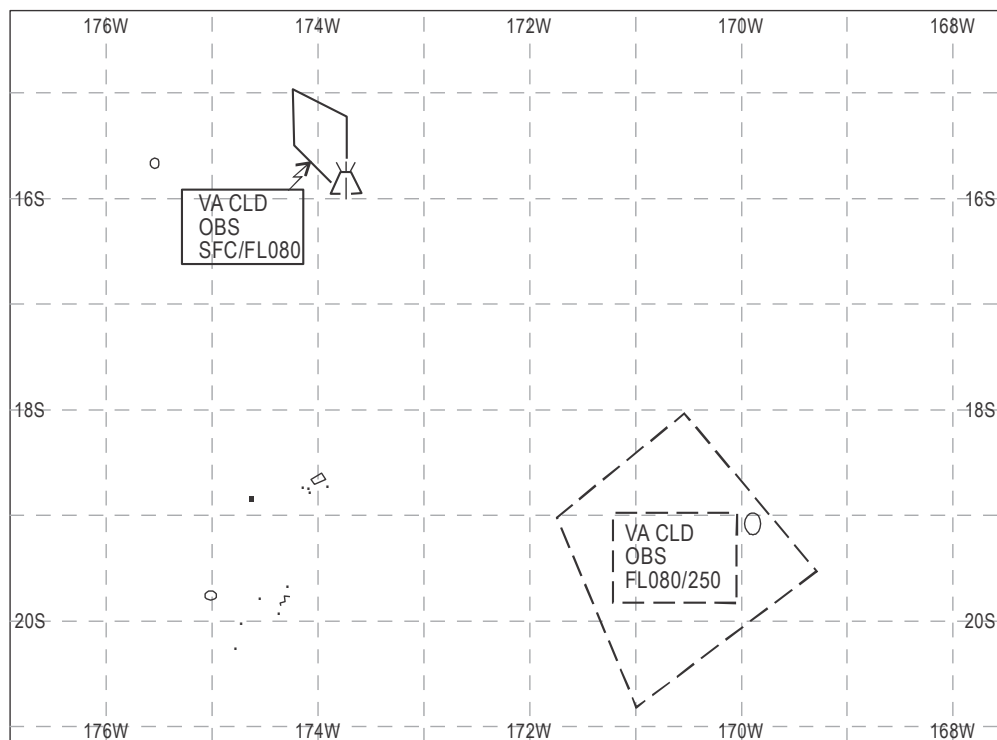 176W 174W 172W 170W 168W
VA CLD
OBS
SFC/FL080
16S 16S
18S 18S
VA CLD
OBS
FL080/250
20S 20S
176W 174W 172W 170W 168W